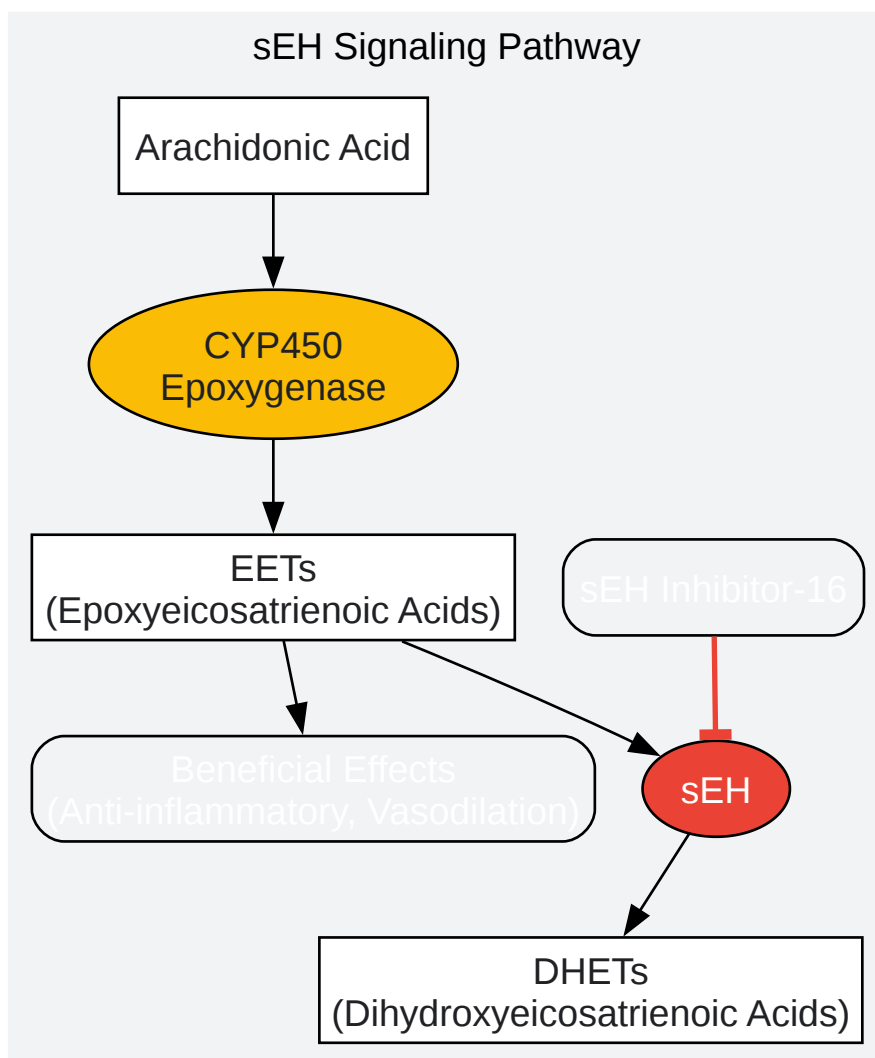 sEH Signaling Pathway
Arachidonic Acid
CYP450
Epoxygenase
EETs
(Epoxyeicosatrienoic Acids)
sEH Inhibitor-16
Beneficial Effects
(Anti-inflammatory, Vasodilation)
sEH
DHETs
(Dihydroxyeicosatrienoic Acids)